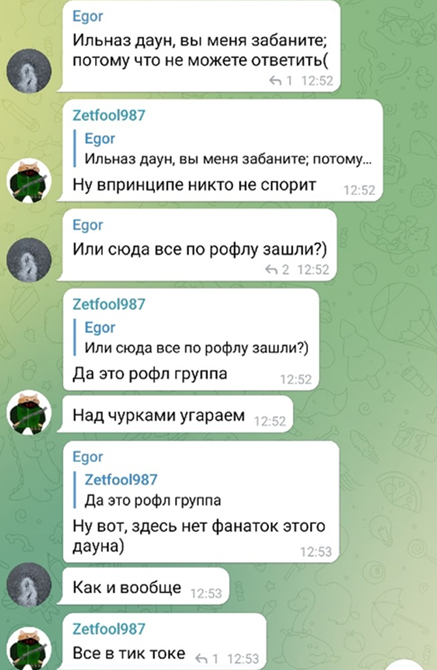 Egor
Ильназ даун, вы меня забаните;
потому что не можете ответить(
1 12:52
Zetfool987
Egor
Ильназ даун, вы меня забаните; потому...
Ну впринципе никто не спорит
12:52
Egor
Или сюда все по рофлу зашли?)
2 12:52
Zetfool987
Egor
Или сюда все по рофлу зашли?)
Да это рофл группа
12:52
Над чурками угараем
12:52
Egor
Zetfool987
Да это рофл группа
Ну вот, здесь нет фанаток этого
дауна)
12:53
Как и вообще
12:53
Zetfool987
Все в тик токе
1 12:53